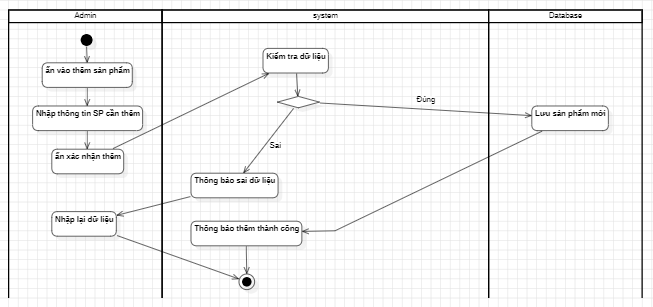 Admin
system
Database
ấn vào thêm sản phẩm
Nhập thông tin SP cần thêm
ấn xác nhận thêm
Kiểm tra dữ liệu
Đúng
Lưu sản phẩm mới
Sai
Thông báo sai dữ liệu
Nhập lại dữ liệu
Thông báo thêm thành công